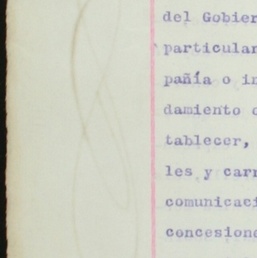 del Gobier
particular
pañía o in
damiento d
tablecer,
les y carr
comunicaci
concesione